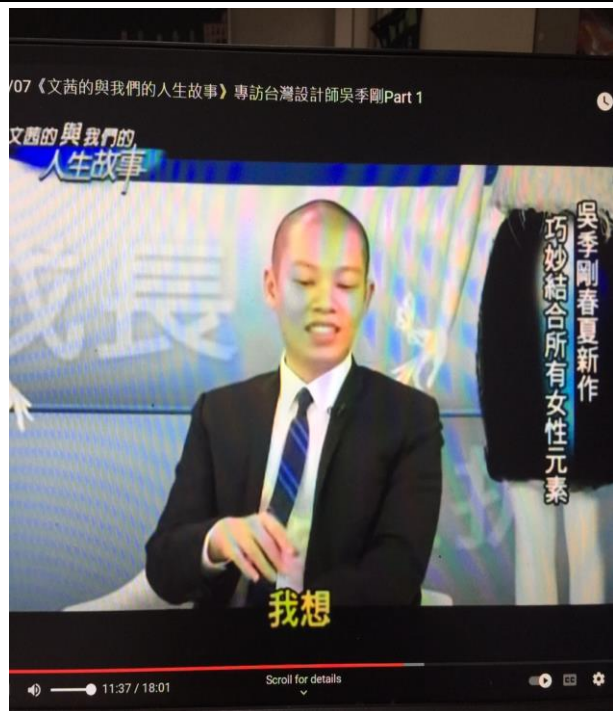 /07《文茜的與我們的人生故事》專訪台灣設計師吳季剛Part 1
文茜的與我們的
人生故事
成長
吳季剛春夏新作
巧妙結合所有女性元素
我想
11:37 / 18:01
Scroll for details